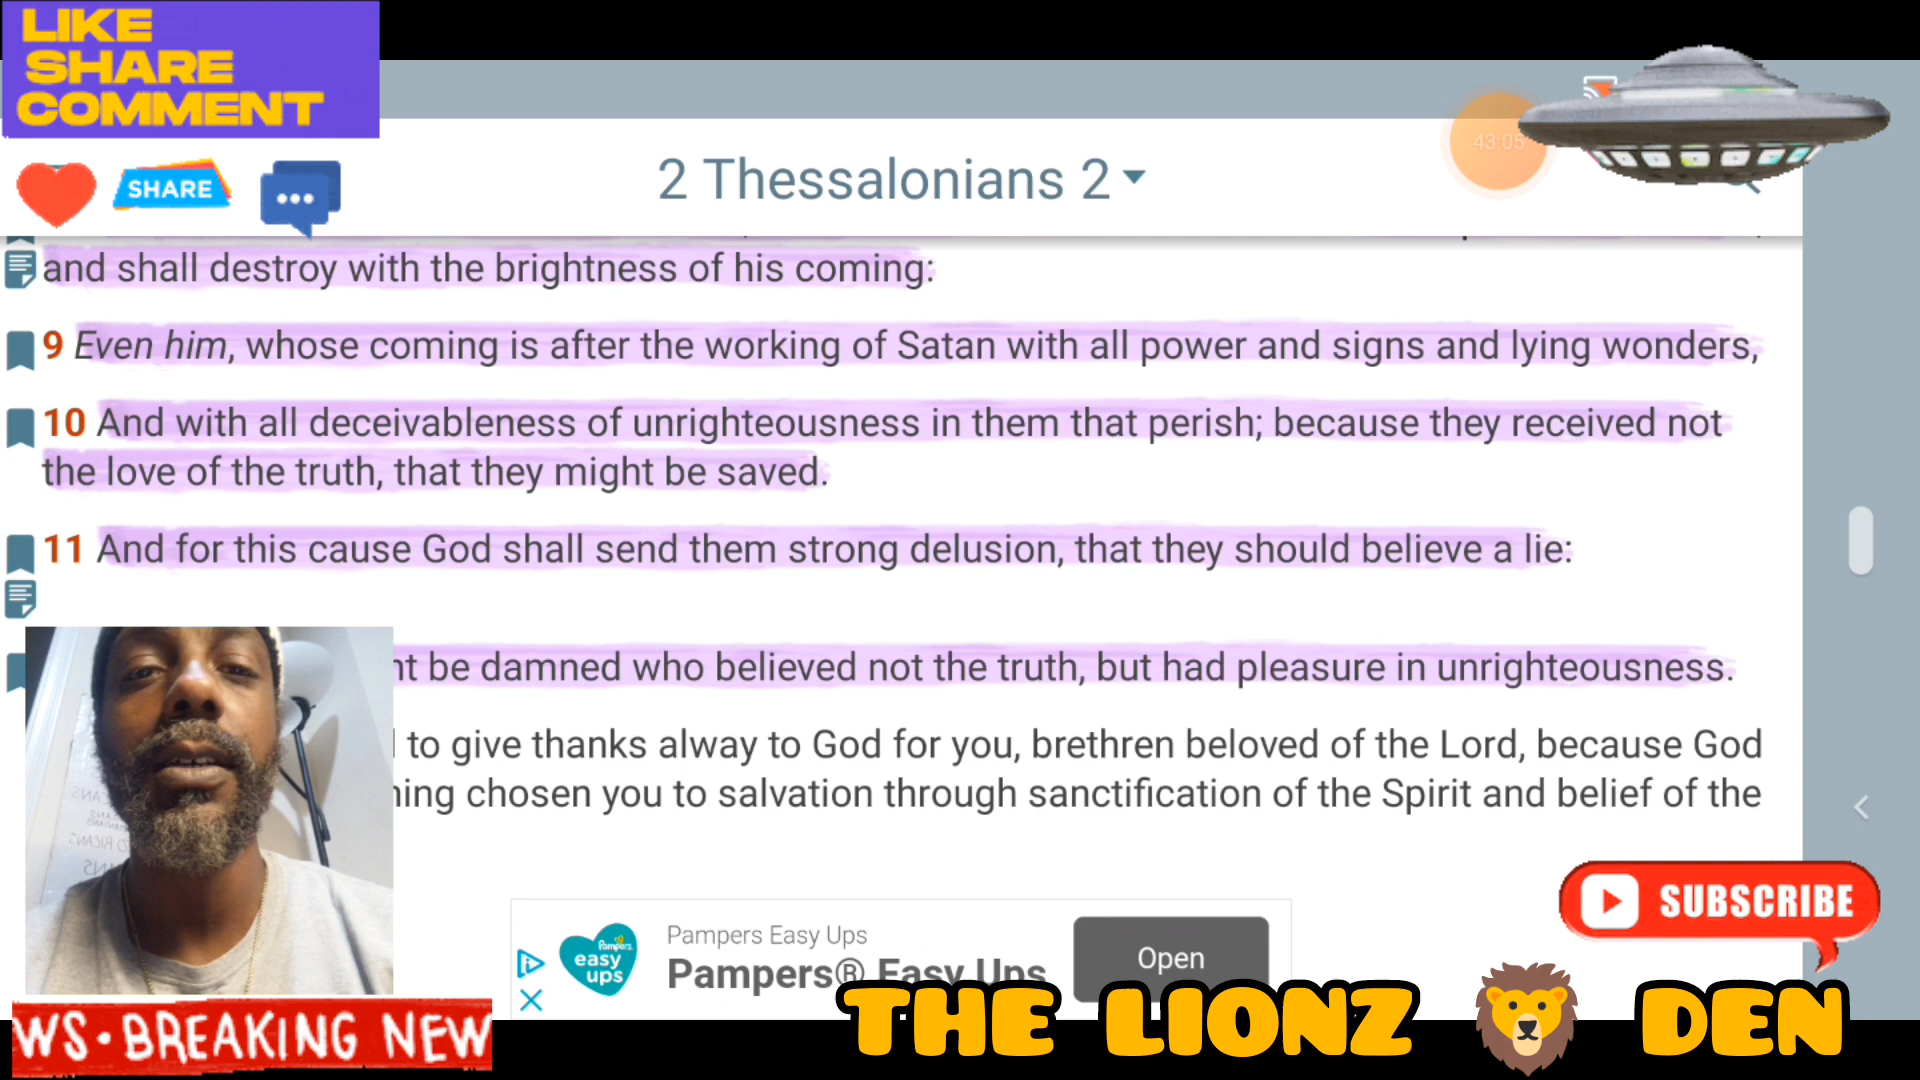 LIKE
SHARE
COMMENT
SHARE
43:05
2 Thessalonians 2
and shall destroy with the brightness of his coming:
9 Even him, whose coming is after the working of Satan with all power and signs and lying wonders,
10 And with all deceivableness of unrighteousness in them that perish; because they received not
the love of the truth, that they might be saved.
11 And for this cause God shall send them strong delusion, that they should believe a lie:
nt be damned who believed not the truth, but had pleasure in unrighteousness.
to give thanks alway to God for you, brethren beloved of the Lord, because God
ning chosen you to salvation through sanctification of the Spirit and belief of the
Pampers
easy
ups
Pampers Easy Ups
Pampers® Easy Ups
Open
SUBSCRIBE
WS·BREAKING NEW
THE LIONZ DEN